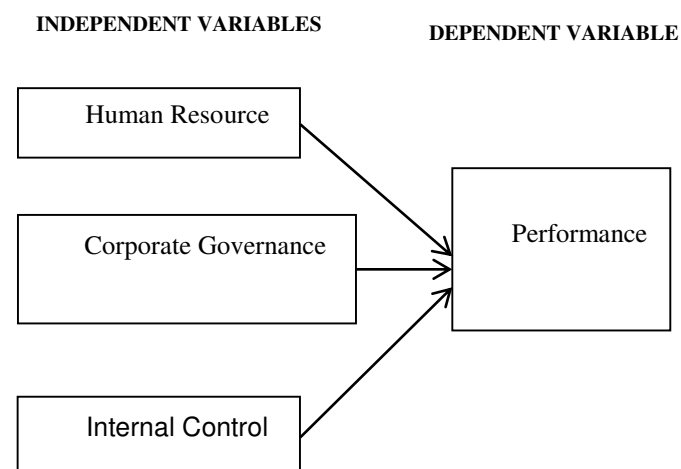 INDEPENDENT VARIABLES
DEPENDENT VARIABLE
Human Resource
Corporate Governance
Performance
Internal Control